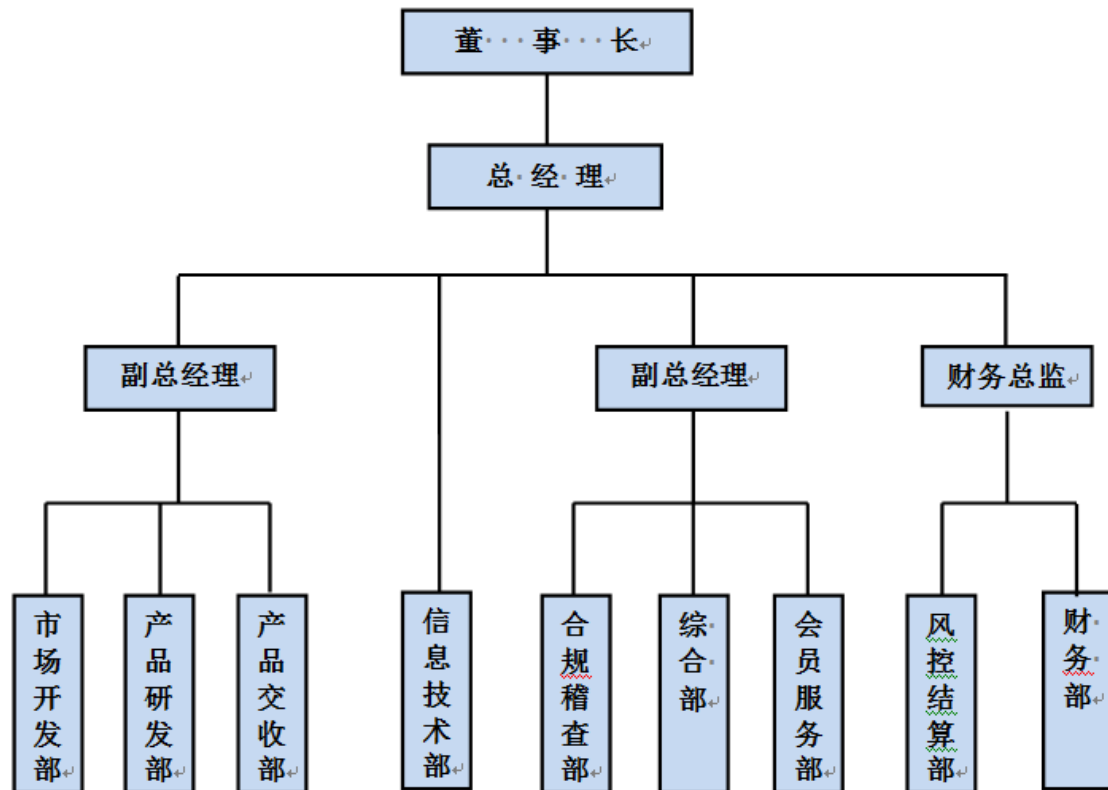 董事长
总经理
副总经理
副总经理
财务总监
市场开发部
产品研发部
产品交收部
信息技术部
合规稽查部
综合部
会员服务部
风控结算部
财务部